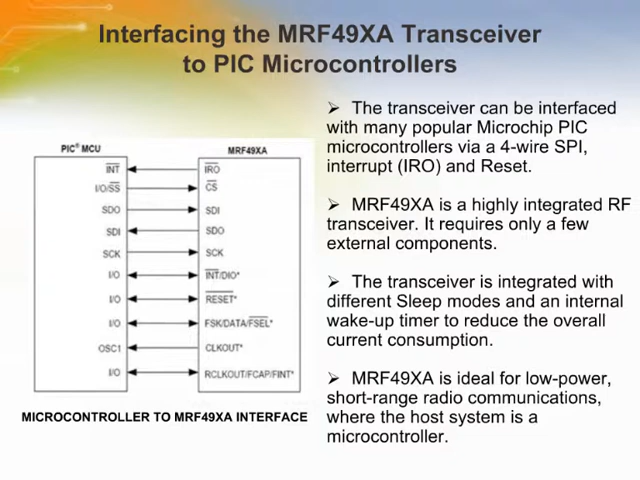 Interfacing the MRF49XA Transceiver
to PIC Microcontrollers
➢ The transceiver can be interfaced
with many popular Microchip PIC
microcontrollers via a 4-wire SPI,
interrupt (IRO) and Reset.
➢ MRF49XA is a highly integrated RF
transceiver. It requires only a few
external components.
➢ The transceiver is integrated with
different Sleep modes and an internal
wake-up timer to reduce the overall
current consumption.
➢ MRF49XA is ideal for low-power,
short-range radio communications,
where the host system is a
microcontroller.
PIC® MCU MRF49XA
INT IRO
I/O/SS CS
SDO SDI
SDI SDO
SCK SCK
I/O INT/DIO*
I/O RESET*
I/O FSK/DATA/FSEL*
OSC1 CLKOUT*
I/O RCLKOUT/FCAP/FINT*
MICROCONTROLLER TO MRF49XA INTERFACE